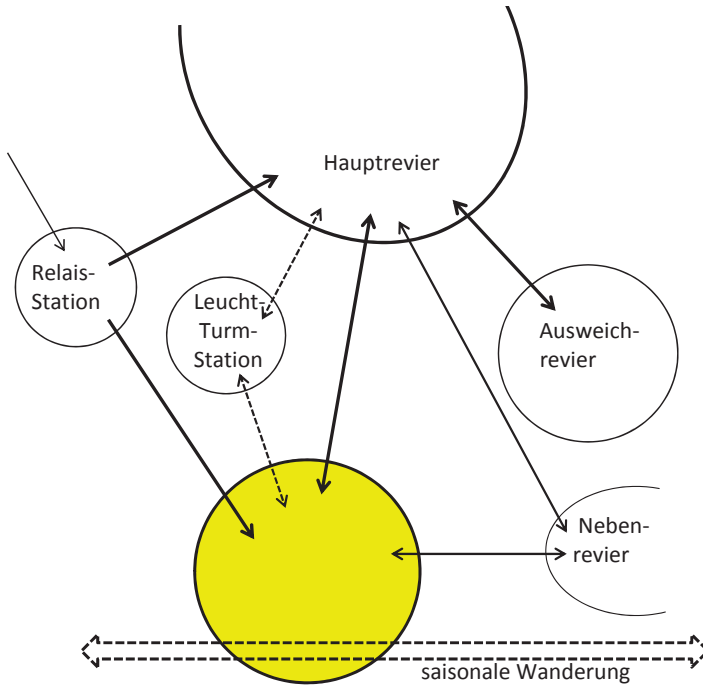 Hauptrevier
Relais-
Station
Leucht-
Turm-
Station
Ausweich-
revier
Neben-
revier
saisonale Wanderung